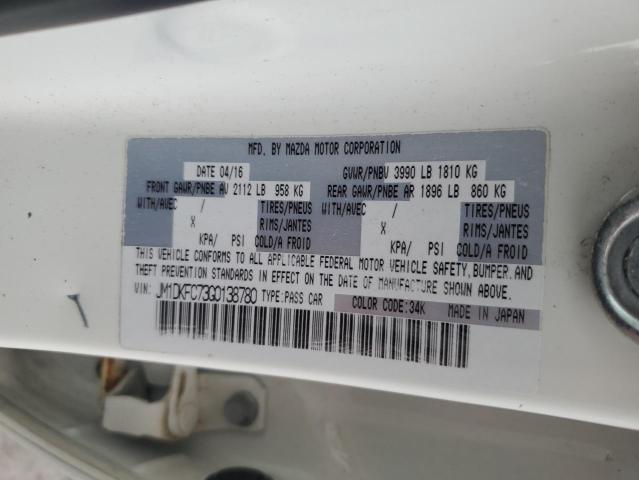 MFD. BY MAZDA MOTOR CORPORATION
DATE 04/16 GVWR/PNBV 3990 LB 1810 KG
FRONT GAWR/PNBE AV 2112 LB 958 KG REAR GAWR/PNBE AR 1896 LB 860 KG
WITH/AVEC / TIRES/PNEUS WITH/AVEC / TIRES/PNEUS
X RIMS/JANTES X RIMS/JANTES
KPA/ PSI COLD/A FROID KPA/ PSI COLD/A FROID
THIS VEHICLE CONFORMS TO ALL APPLICABLE FEDERAL MOTOR VEHICLE SAFETY, BUMPER, AND
THEFT PREVENTION STANDARDS IN EFFECT ON THE DATE OF MANUFACTURE SHOWN ABOVE.
VIN: JM1DKFC73G0138780 TYPE:PASS CAR COLOR CODE:34K MADE IN JAPAN